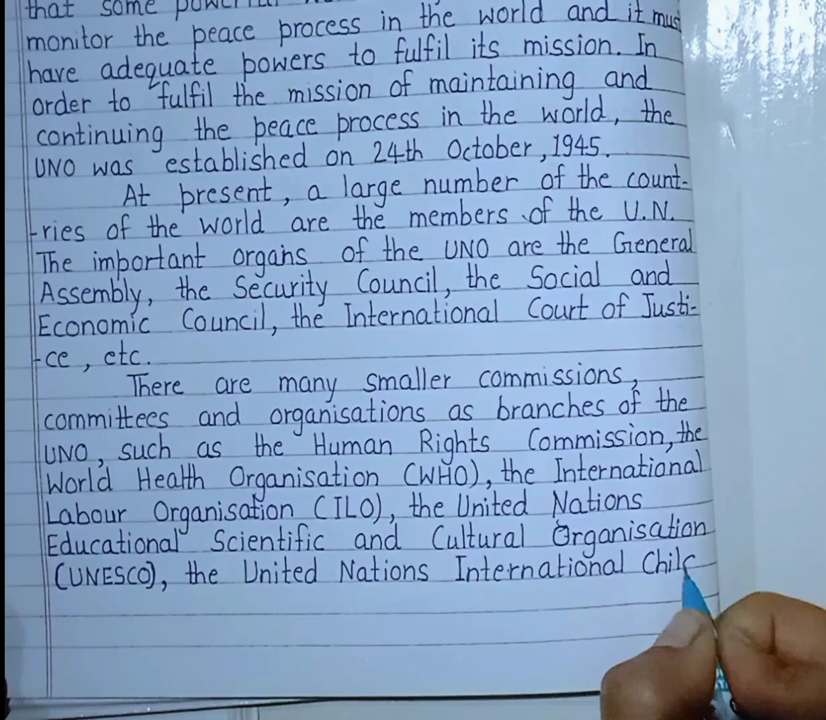 that some powerful
monitor the peace process in the world and it must
have adequate powers to fulfil its mission. In
order to fulfil the mission of maintaining and
continuing the peace process in the world, the
UNO was established on 24th October, 1945.
At present, a large number of the count-
-ries of the world are the members of the U.N.
The important organs of the UNO are the General
Assembly, the Security Council, the Social and
Economic Council, the International Court of Justi-
-ce, etc.
There are many smaller commissions,
committees and organisations as branches of the
UNO, such as the Human Rights Commission, the
World Health Organisation (WHO), the International
Labour Organisation (ILO), the United Nations
Educational Scientific and Cultural Organisation
(UNESCO), the United Nations International Chil